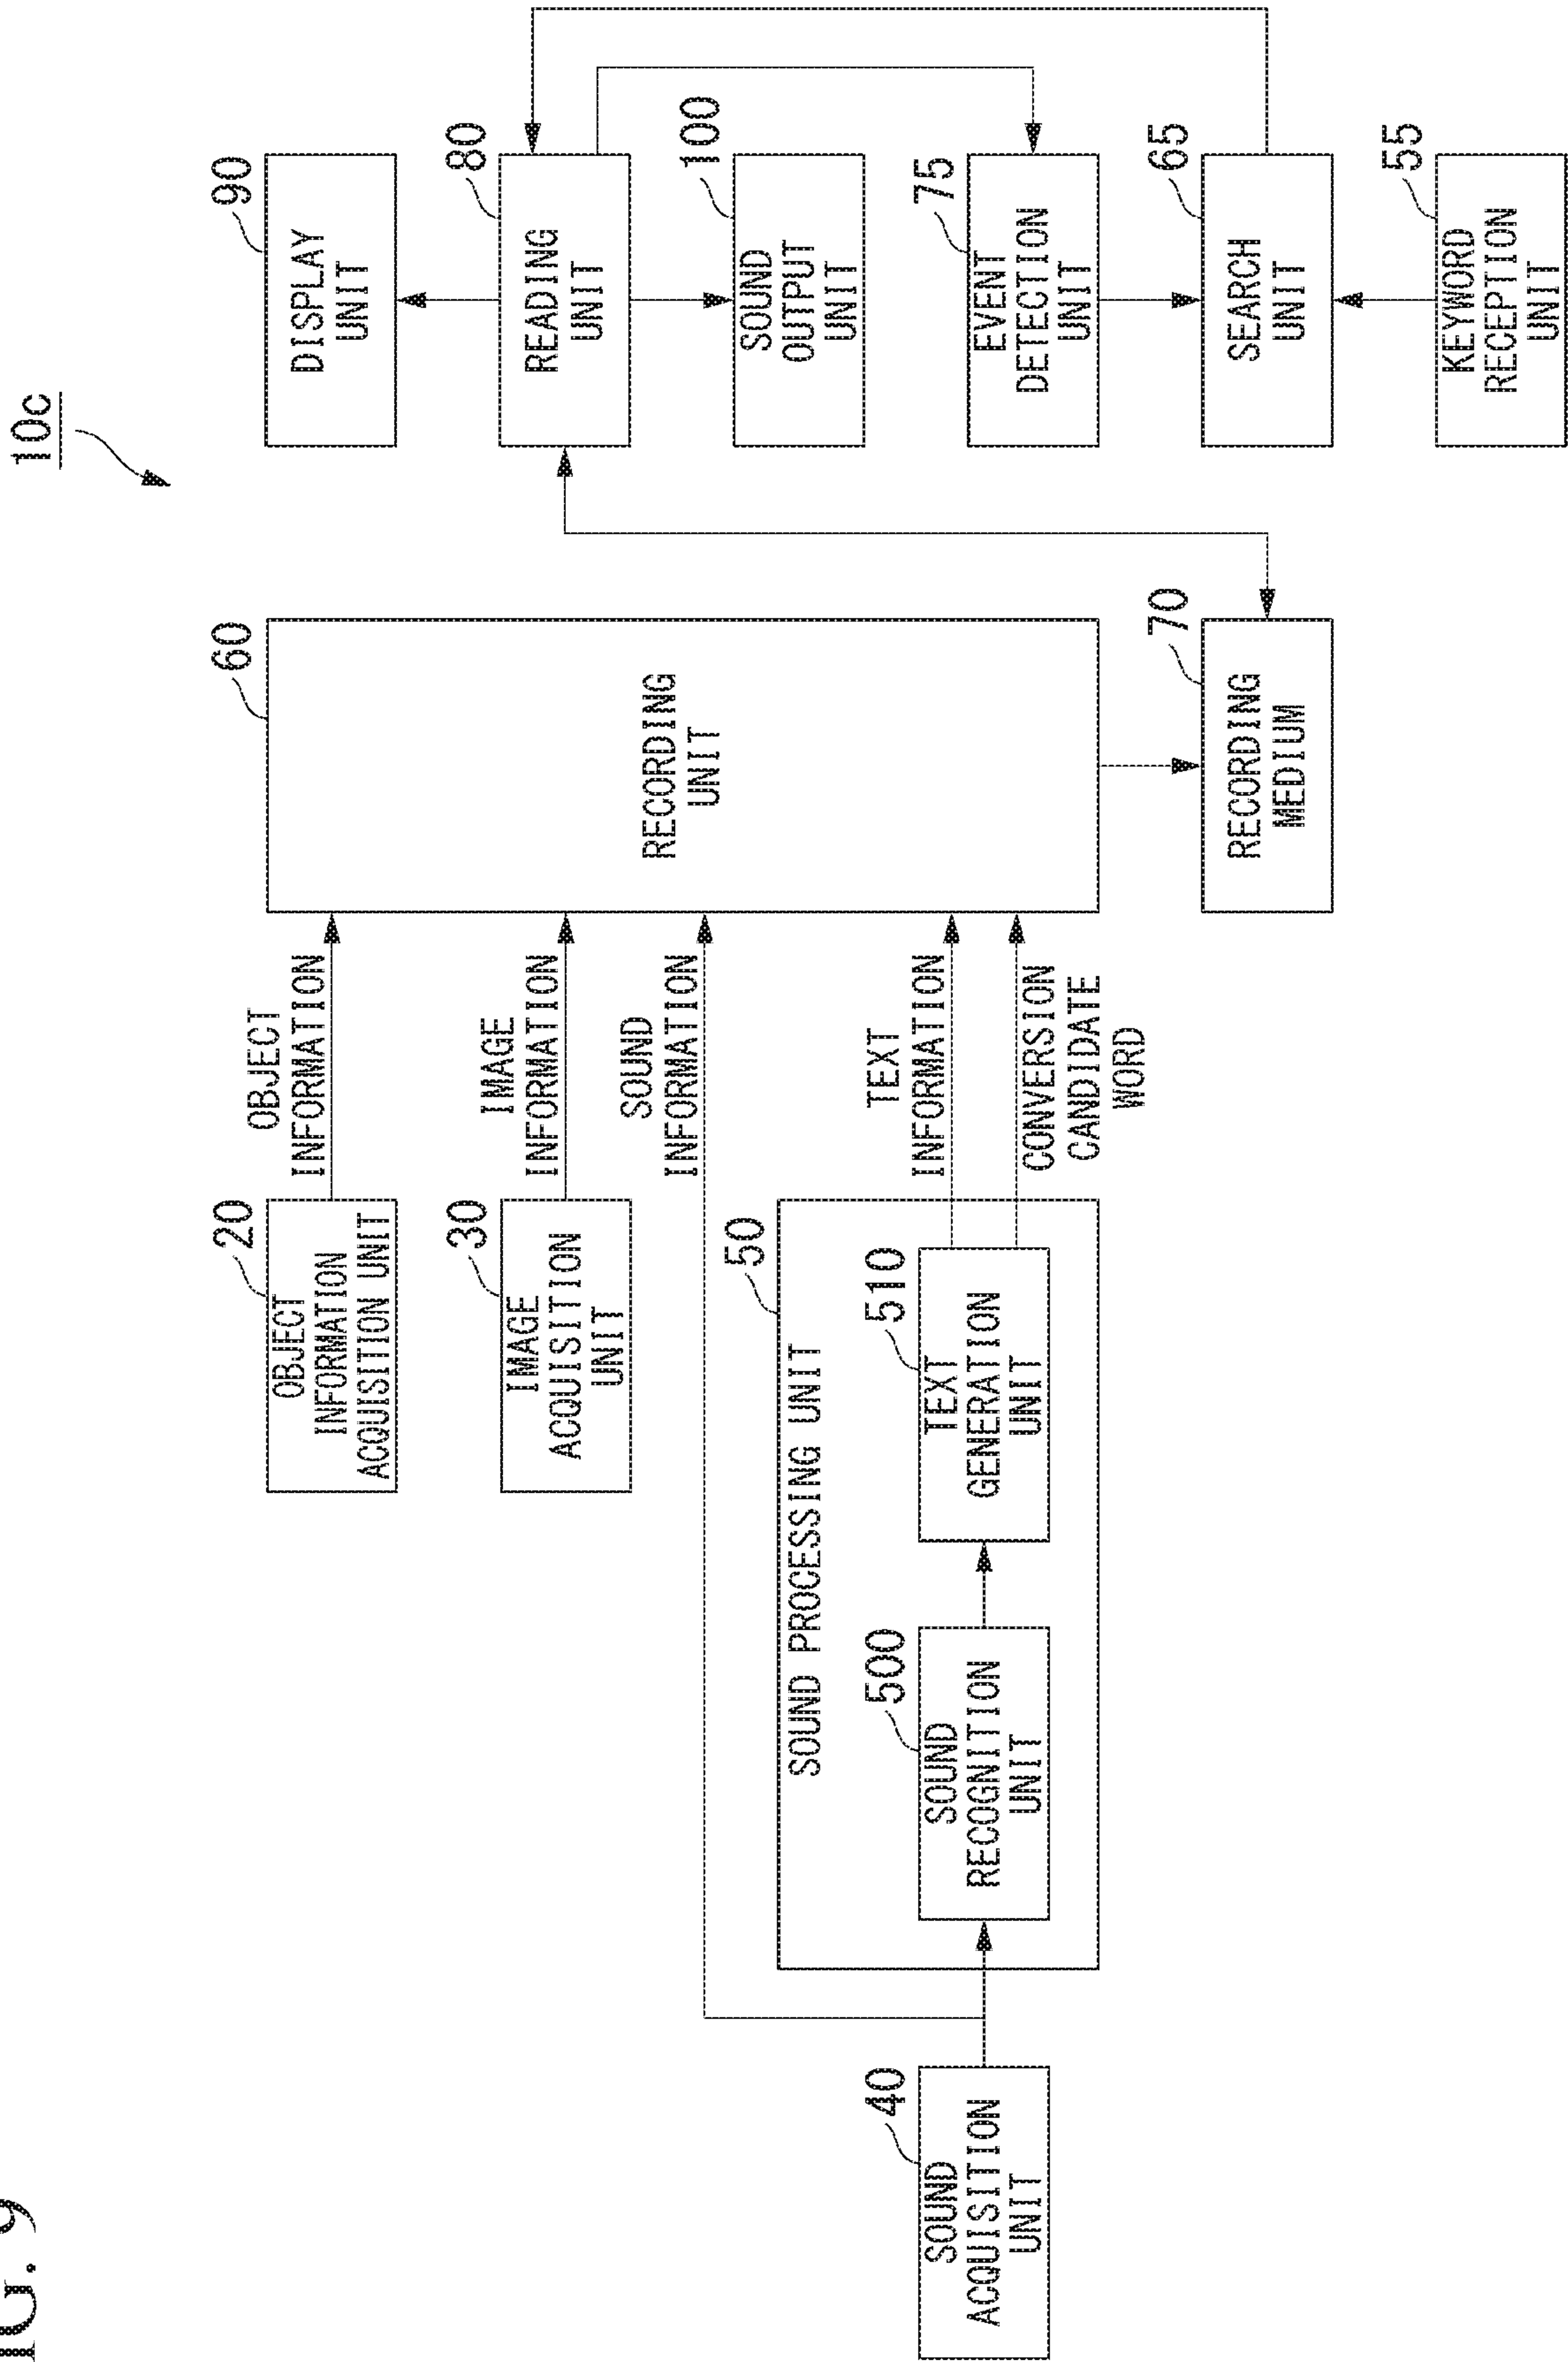 IG. 9
10c
20
OBJECT
INFORMATION
ACQUISITION UNIT
OBJECT
INFORMATION
30
IMAGE
ACQUISITION
UNIT
IMAGE
INFORMATION
SOUND
INFORMATION
40
SOUND
ACQUISITION
UNIT
50
SOUND PROCESSING UNIT
500
SOUND
RECOGNITION
UNIT
510
TEXT
GENERATION
UNIT
TEXT
INFORMATION
CONVERSION
CANDIDATE
WORD
60
RECORDING
UNIT
70
RECORDING
MEDIUM
90
DISPLAY
UNIT
80
READING
UNIT
100
SOUND
OUTPUT
UNIT
75
EVENT
DETECTION
UNIT
65
SEARCH
UNIT
55
KEYWORD
RECEPTION
UNIT